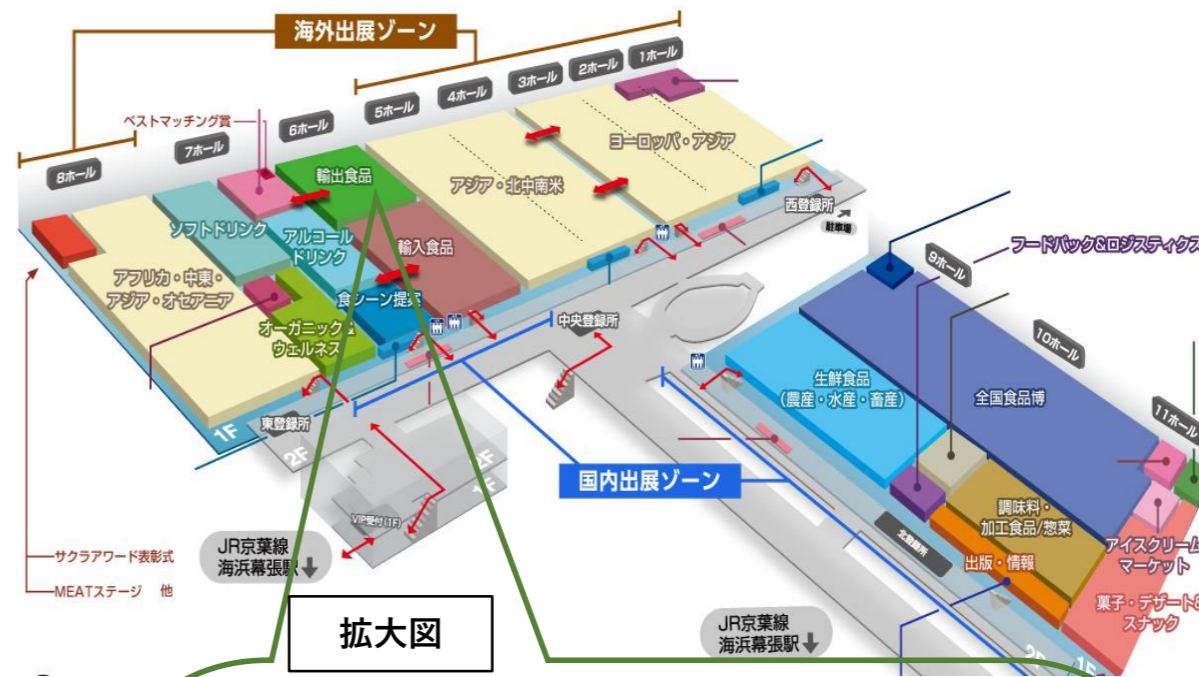 海外出展ゾーン
1ホール
2ホール
3ホール
4ホール
5ホール
6ホール
7ホール
8ホール
ベストマッチング賞
ヨーロッパ・アジア
アジア・北中南米
輸出食品
輸入食品
ソフトドリンク
アルコール
ドリンク
食シーン提案
アフリカ・中東・
アジア・オセアニア
オーガニック&
ウェルネス
西登録所
駐車場
中央登録所
東登録所
1F
2F
2F
1F
VIP受付(1F)
国内出展ゾーン
フードパック&ロジスティクス
9ホール
10ホール
11ホール
生鮮食品
(農産・水産・畜産)
全国食品博
調味料・
加工食品/惣菜
北登録所
出版・情報
アイスクリーム
マーケット
菓子・デザート&
スナック
2F
1F
サクラアワード表彰式
MEATステージ 他
JR京葉線
海浜幕張駅
JR京葉線
海浜幕張駅
拡大図